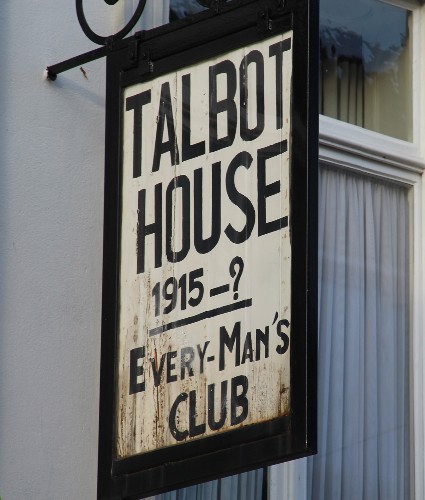 TALBOT
HOUSE
1915-?
EVERY-MAN'S
CLUB